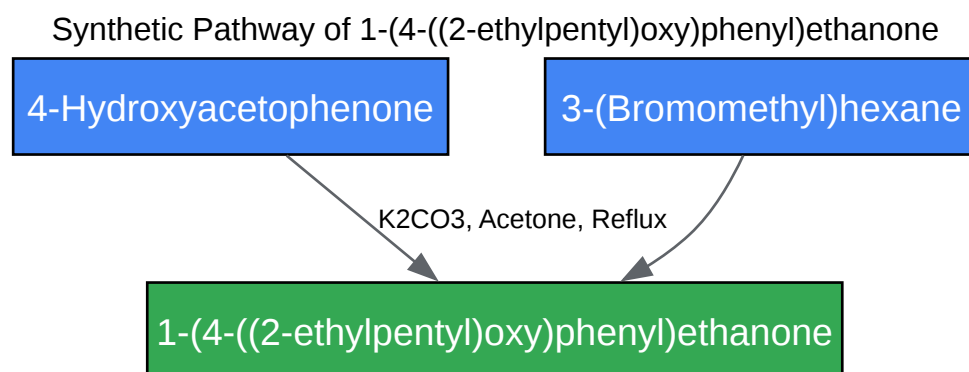 Synthetic Pathway of 1-(4-((2-ethylpentyl)oxy)phenyl)ethanone
4-Hydroxyacetophenone
3-(Bromomethyl)hexane
K2CO3, Acetone, Reflux
1-(4-((2-ethylpentyl)oxy)phenyl)ethanone